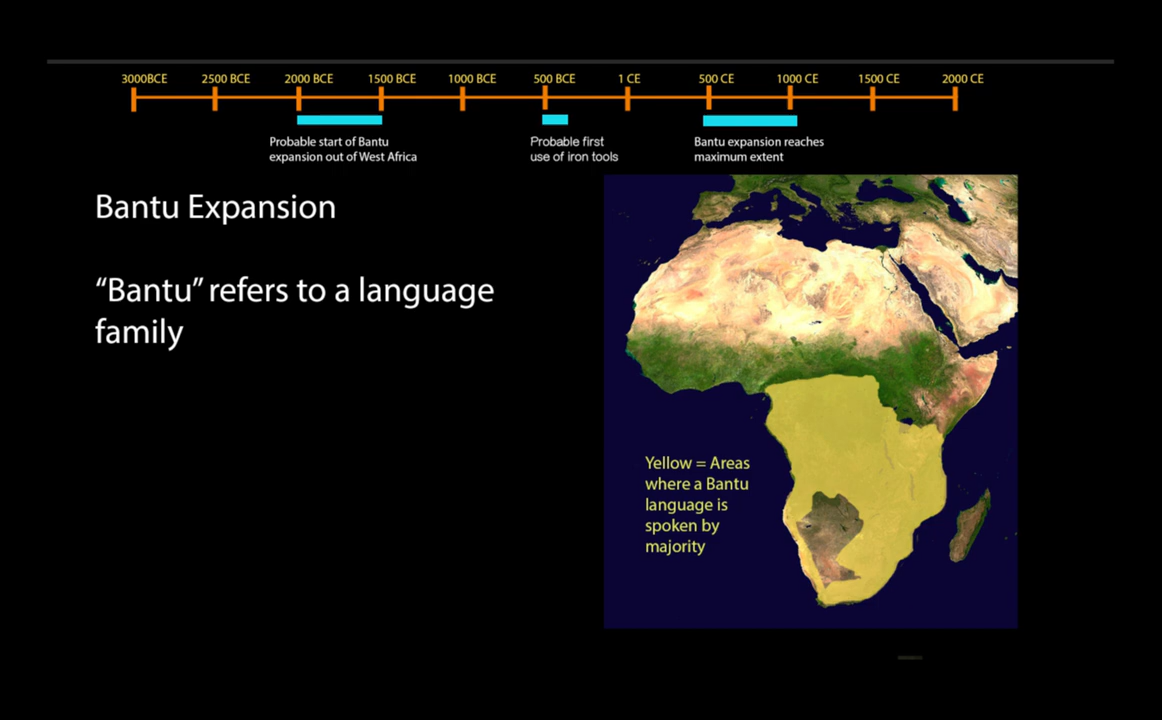 3000BCE 2500 BCE 2000 BCE 1500 BCE 1000 BCE 500 BCE 1 CE 500 CE 1000 CE 1500 CE 2000 CE
Probable start of Bantu
expansion out of West Africa
Probable first
use of iron tools
Bantu expansion reaches
maximum extent
Bantu Expansion
“Bantu” refers to a language
family
Yellow = Areas
where a Bantu
language is
spoken by
majority